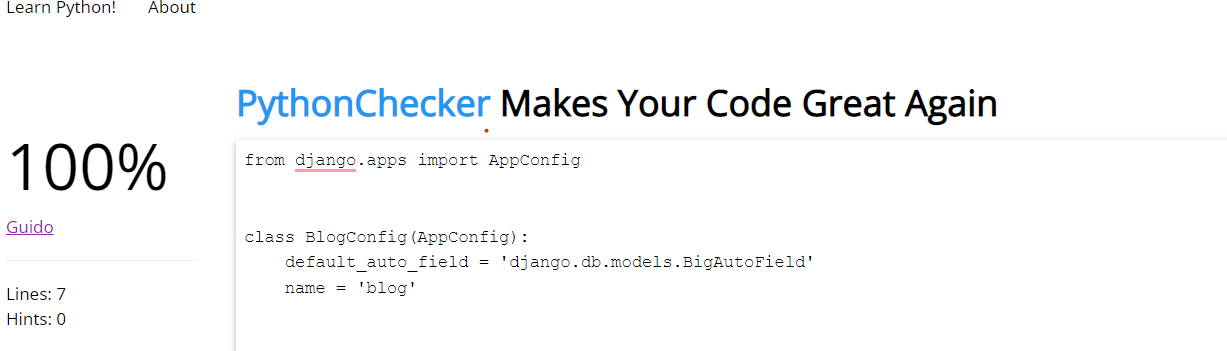 Learn Python! About
PythonChecker Makes Your Code Great Again
100%
Guido
Lines: 7
Hints: 0
from django.apps import AppConfig
class BlogConfig(AppConfig):
    default_auto_field = 'django.db.models.BigAutoField'
    name = 'blog'